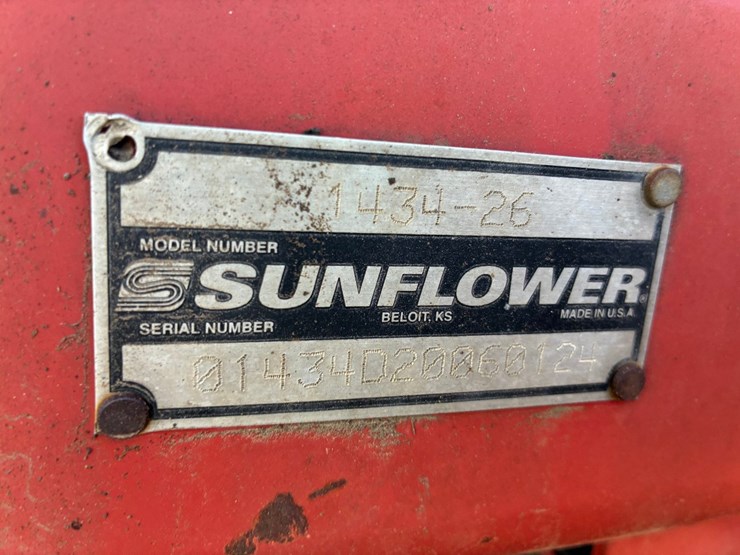 1434-26
MODEL NUMBER
SUNFLOWER
BELOIT, KS
MADE IN U.S.A.
SERIAL NUMBER
01434D20060124